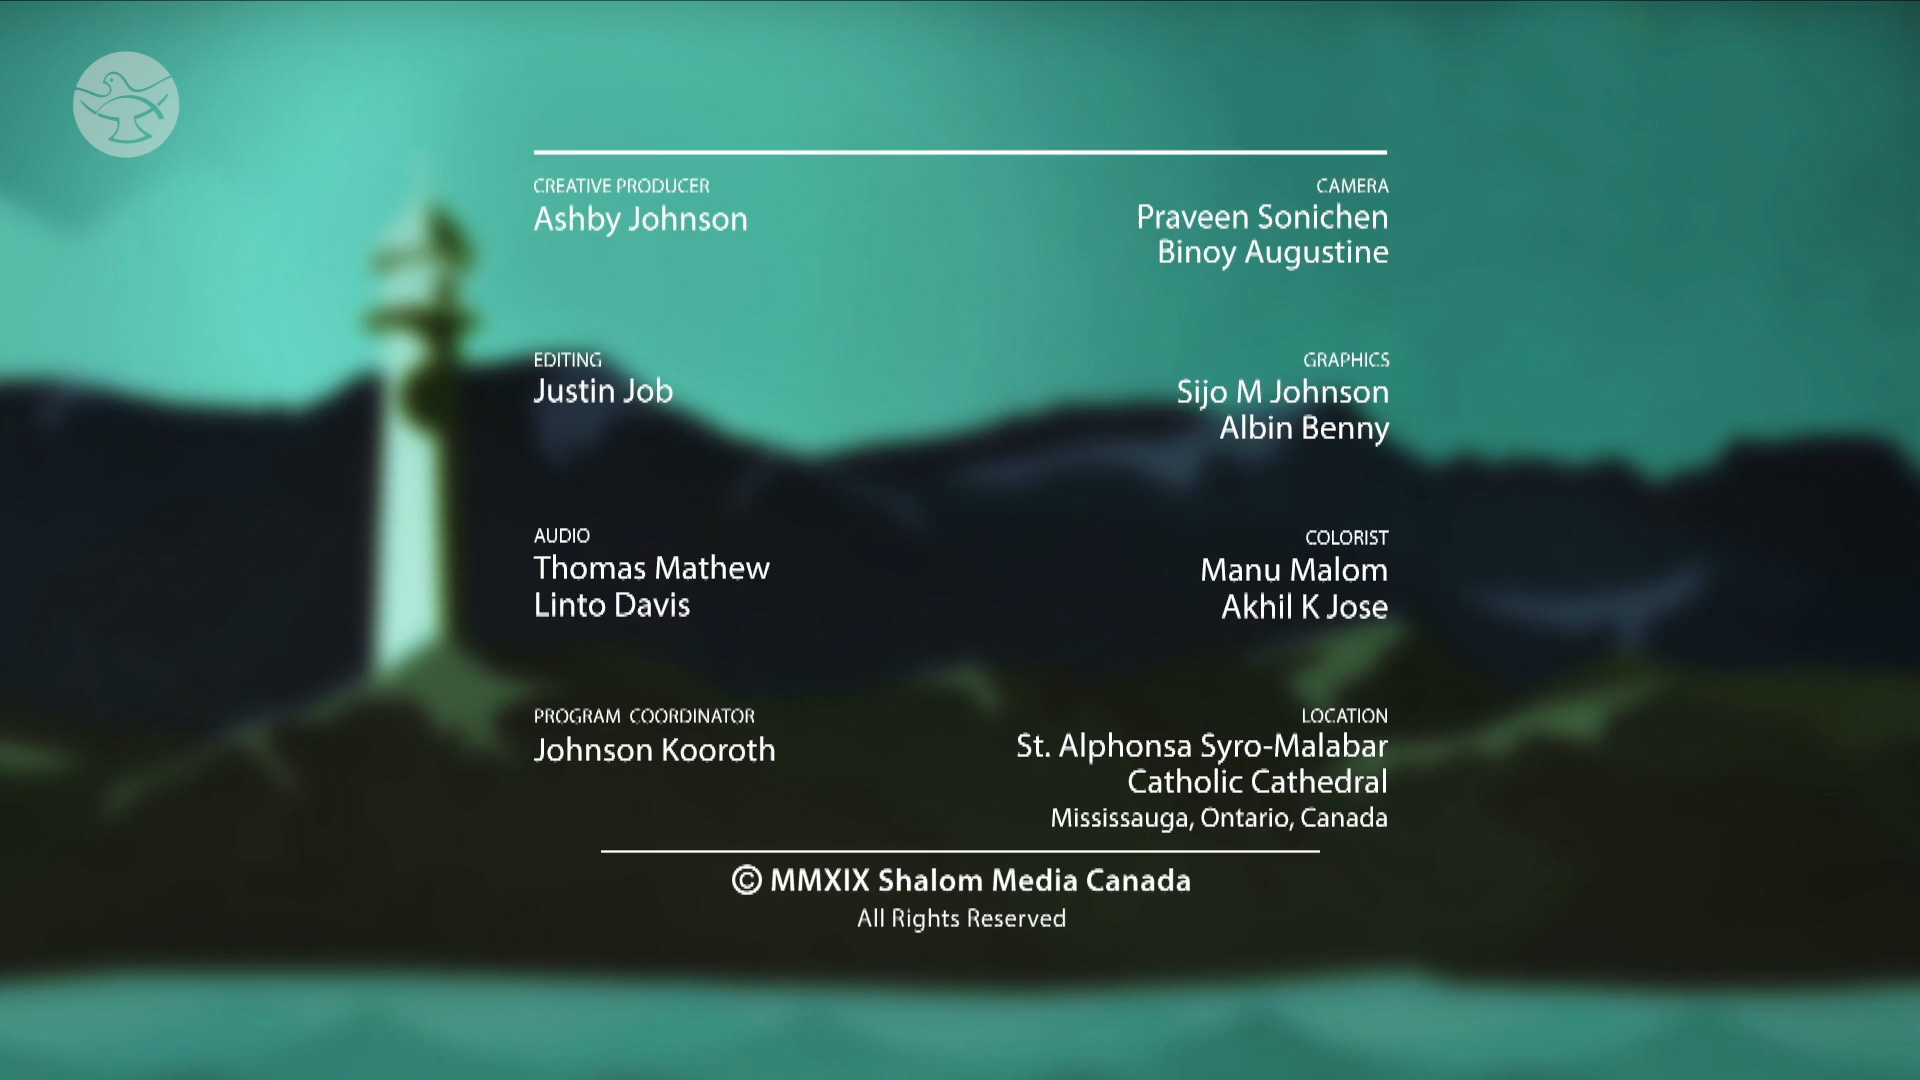 CREATIVE PRODUCER
Ashby Johnson
CAMERA
Praveen Sonichen
Binoy Augustine
EDITING
Justin Job
GRAPHICS
Sijo M Johnson
Albin Benny
AUDIO
Thomas Mathew
Linto Davis
COLORIST
Manu Malom
Akhil K Jose
PROGRAM COORDINATOR
Johnson Kooroth
LOCATION
St. Alphonsa Syro-Malabar
Catholic Cathedral
Mississauga, Ontario, Canada
© MMXIX Shalom Media Canada
All Rights Reserved